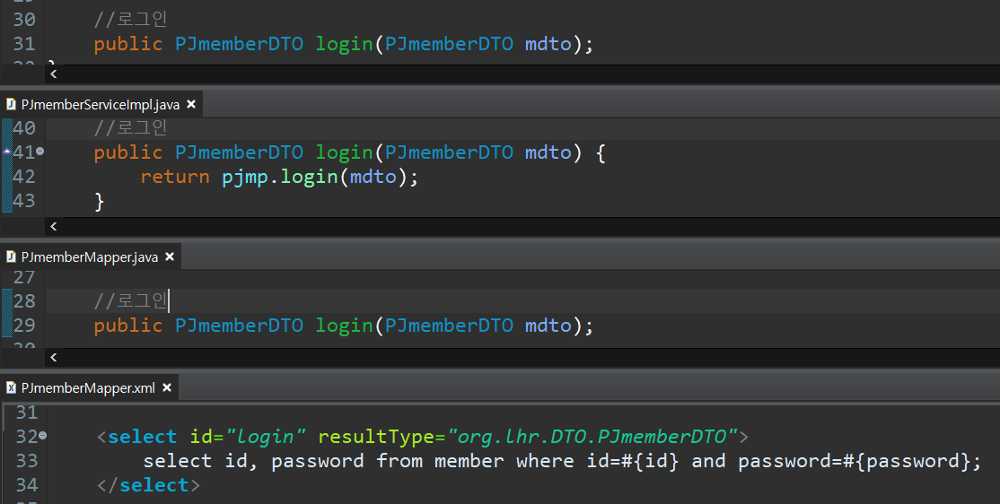 30 //로그인
31 public PJmemberDTO login(PJmemberDTO mdto);
<
PJmemberServiceImpl.java
40 //로그인
41 public PJmemberDTO login(PJmemberDTO mdto) {
42 return pjmp.login(mdto);
43 }
<
PJmemberMapper.java
27
28 //로그인
29 public PJmemberDTO login(PJmemberDTO mdto);
<
PJmemberMapper.xml
31
32 <select id="login" resultType="org.lhr.DTO.PJmemberDTO">
33 select id, password from member where id=#{id} and password=#{password};
34 </select>